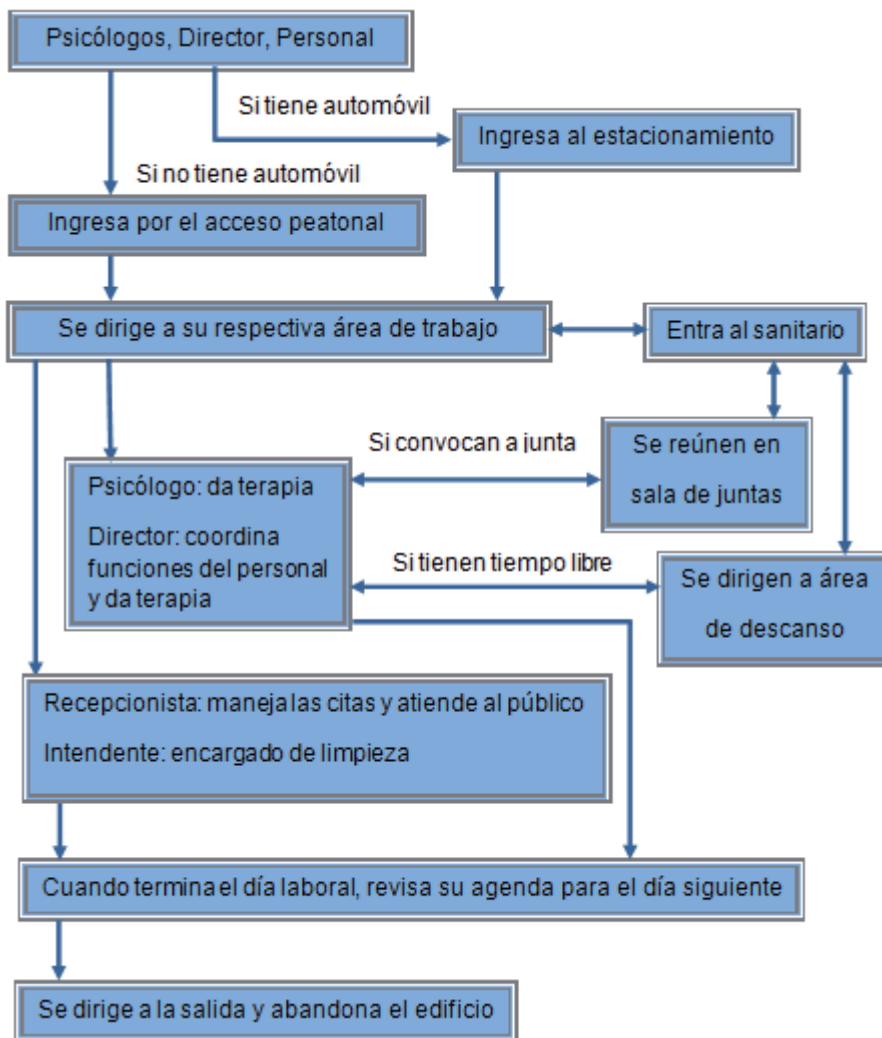 Psicólogos, Director, Personal
Si tiene automóvil
Ingresa al estacionamiento
Si no tiene automóvil
Ingresa por el acceso peatonal
Se dirige a su respectiva área de trabajo
Entra al sanitario
Si convocan a junta
Se reúnen en
sala de juntas
Psicólogo: da terapia
Director: coordina
funciones del personal
y da terapia
Si tienen tiempo libre
Se dirigen a área
de descanso
Recepcionista: maneja las citas y atiende al público
Intendente: encargado de limpieza
Cuando termina el día laboral, revisa su agenda para el día siguiente
Se dirige a la salida y abandona el edificio